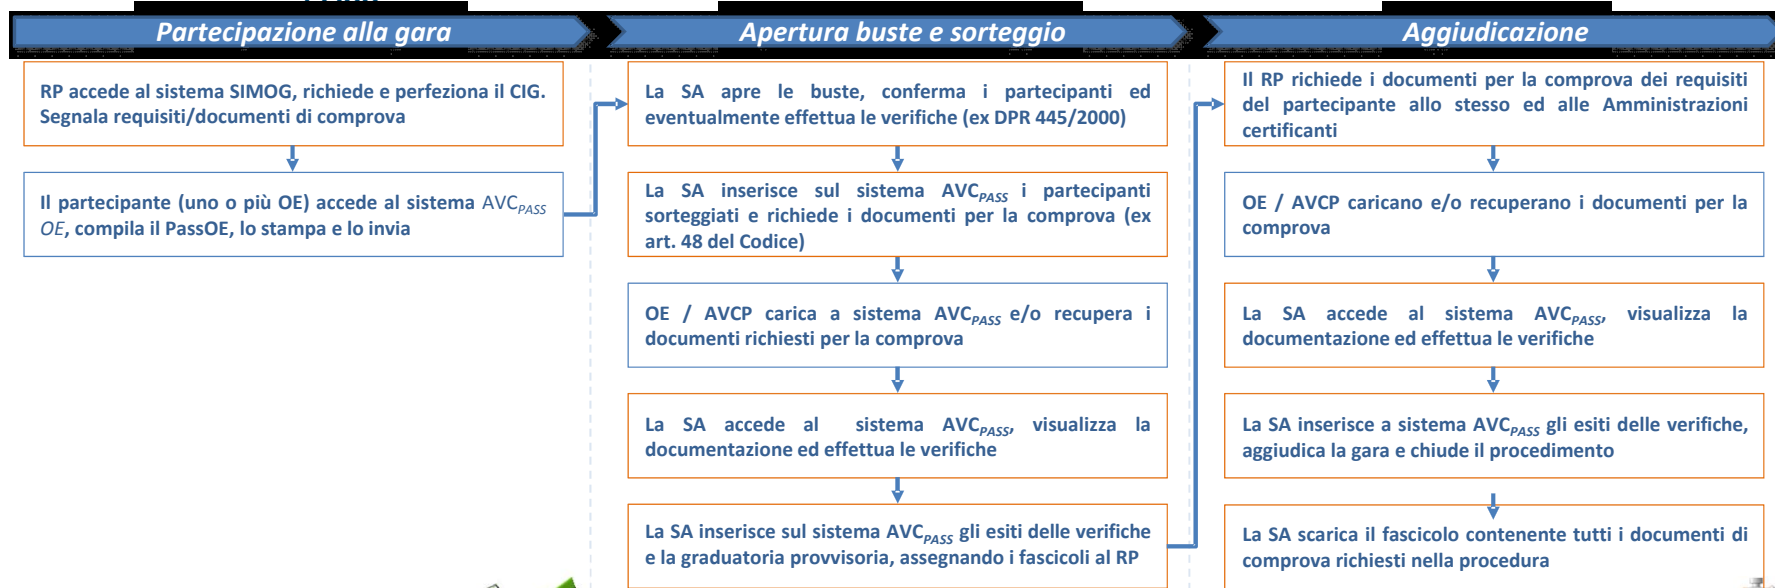 Partecipazione alla gara
RP accede al sistema SIMOG, richiede e perfeziona il CIG.
Segnala requisiti/documenti di comprova
Il partecipante (uno o più OE) accede al sistema AVCPASS
OE, compila il PassOE, lo stampa e lo invia
Apertura buste e sorteggio
La SA apre le buste, conferma i partecipanti ed
eventualmente effettua le verifiche (ex DPR 445/2000)
La SA inserisce sul sistema AVCPASS i partecipanti
sorteggiati e richiede i documenti per la comprova (ex
art. 48 del Codice)
OE / AVCP carica a sistema AVCPASS e/o recupera i
documenti richiesti per la comprova
La SA accede al sistema AVCPASS, visualizza la
documentazione ed effettua le verifiche
La SA inserisce sul sistema AVCPASS gli esiti delle verifiche
e la graduatoria provvisoria, assegnando i fascicoli al RP
Aggiudicazione
Il RP richiede i documenti per la comprova dei requisiti
del partecipante allo stesso ed alle Amministrazioni
certificanti
OE / AVCP caricano e/o recuperano i documenti per la
comprova
La SA accede al sistema AVCPASS, visualizza la
documentazione ed effettua le verifiche
La SA inserisce a sistema AVCPASS gli esiti delle verifiche,
aggiudica la gara e chiude il procedimento
La SA scarica il fascicolo contenente tutti i documenti di
comprova richiesti nella procedura